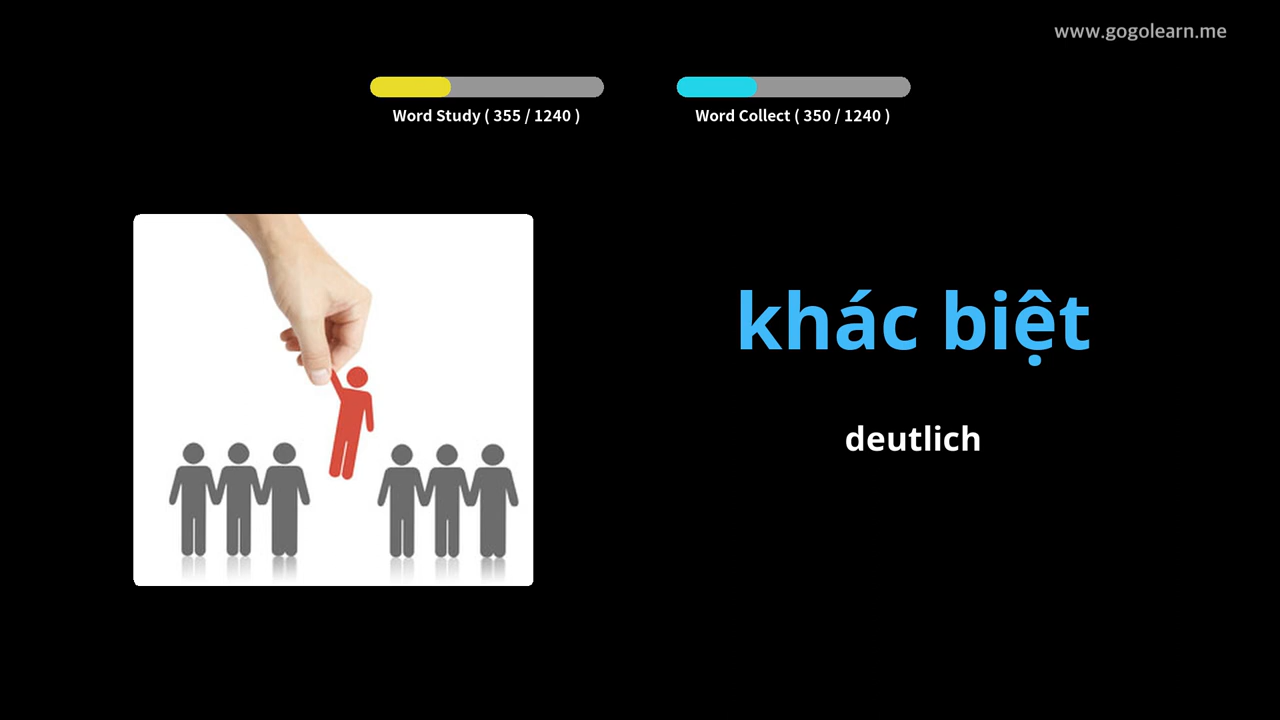 www.gogolearn.me
Word Study ( 355 / 1240 )
Word Collect ( 350 / 1240 )
khác biệt
deutlich